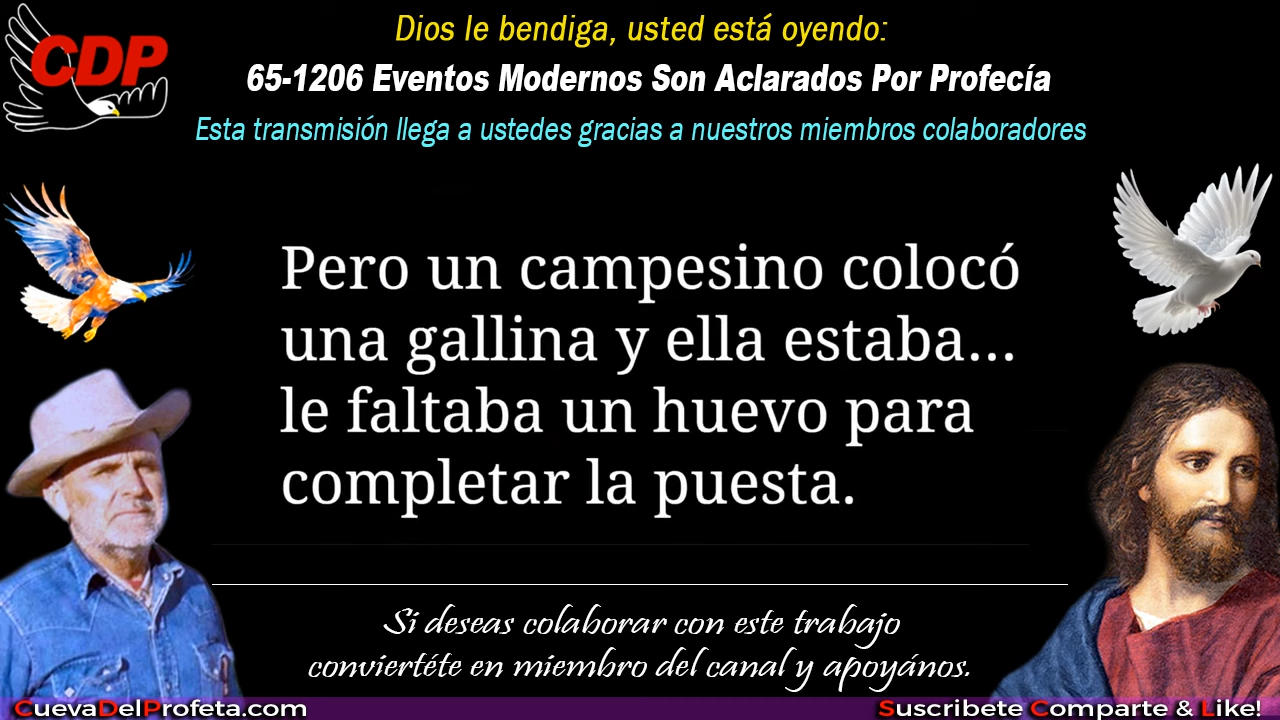 CDP
Dios le bendiga, usted está oyendo:
65-1206 Eventos Modernos Son Aclarados Por Profecía
Esta transmisión llega a ustedes gracias a nuestros miembros colaboradores
Pero un campesino colocó
una gallina y ella estaba...
le faltaba un huevo para
completar la puesta.
Si deseas colaborar con este trabajo
conviertéte en miembro del canal y apoyános.
CuevaDelProfeta.com
Suscribete Comparte & Like!